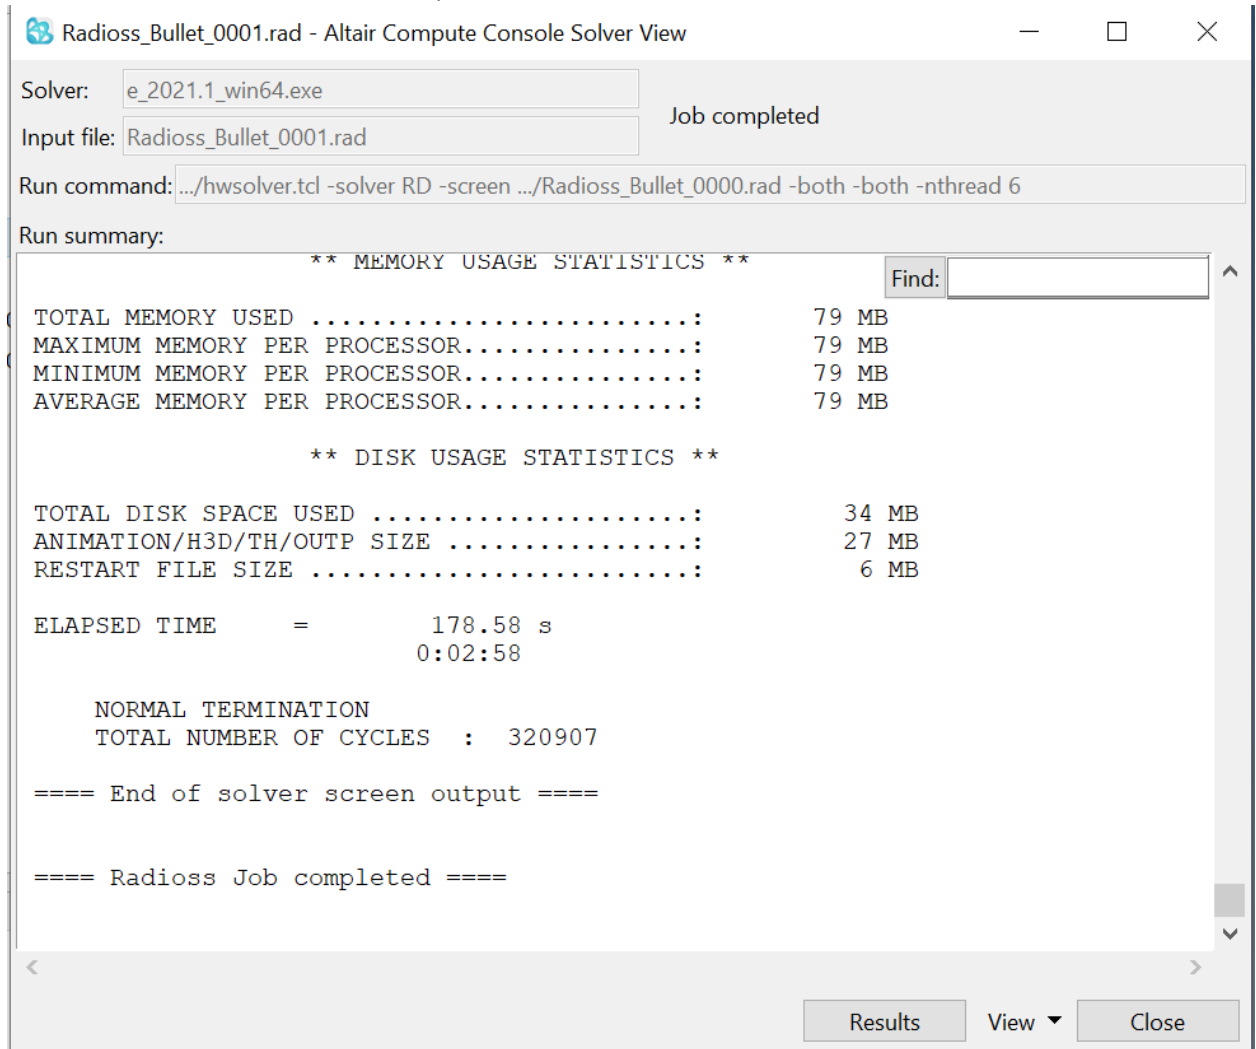 Radioss_Bullet_0001.rad - Altair Compute Console Solver View
Solver: e_2021.1_win64.exe
Job completed
Input file: Radioss_Bullet_0001.rad
Run command: .../hwsolver.tcl -solver RD -screen .../Radioss_Bullet_0000.rad -both -both -nthread 6
Run summary:
** MEMORY USAGE STATISTICS **
Find:
TOTAL MEMORY USED .........................: 79 MB
MAXIMUM MEMORY PER PROCESSOR...............: 79 MB
MINIMUM MEMORY PER PROCESSOR...............: 79 MB
AVERAGE MEMORY PER PROCESSOR...............: 79 MB
** DISK USAGE STATISTICS **
TOTAL DISK SPACE USED .....................: 34 MB
ANIMATION/H3D/TH/OUTP SIZE ................: 27 MB
RESTART FILE SIZE .........................: 6 MB
ELAPSED TIME = 178.58 s
0:02:58
NORMAL TERMINATION
TOTAL NUMBER OF CYCLES : 320907
==== End of solver screen output ====
==== Radioss Job completed ====
Results View Close